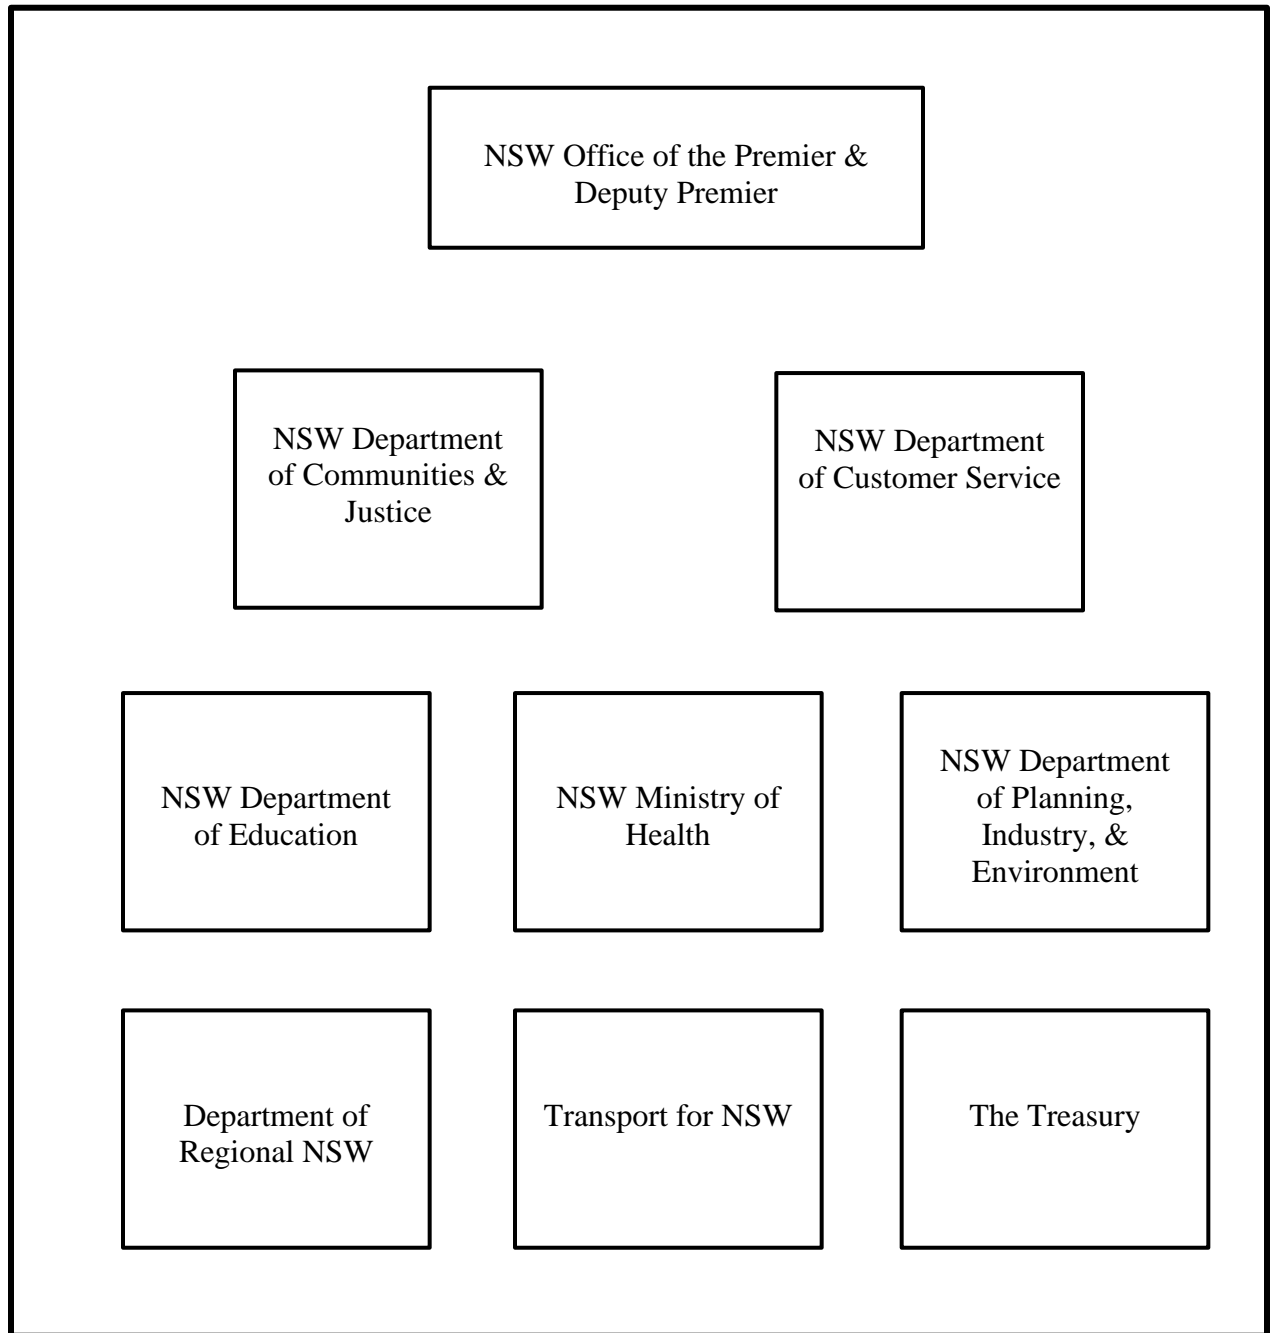 NSW Office of the Premier &
Deputy Premier
NSW Department
of Communities &
Justice
NSW Department
of Customer Service
NSW Department
of Education
NSW Ministry of
Health
NSW Department
of Planning,
Industry, &
Environment
Department of
Regional NSW
Transport for NSW
The Treasury